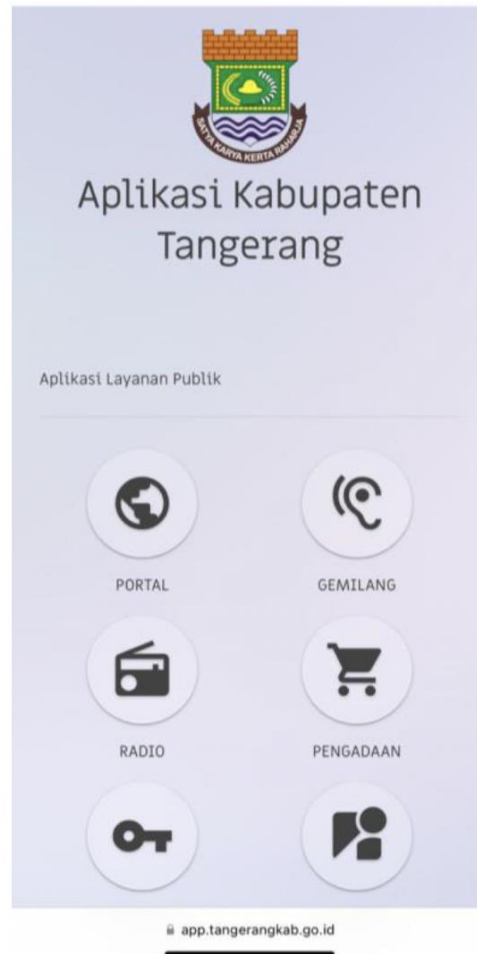 SATYA KARYA KERTA RAHARJA
Aplikasi Kabupaten
Tangerang
Aplikasi Layanan Publik
PORTAL
GEMILANG
RADIO
PENGADAAN
app.tangerangkab.go.id